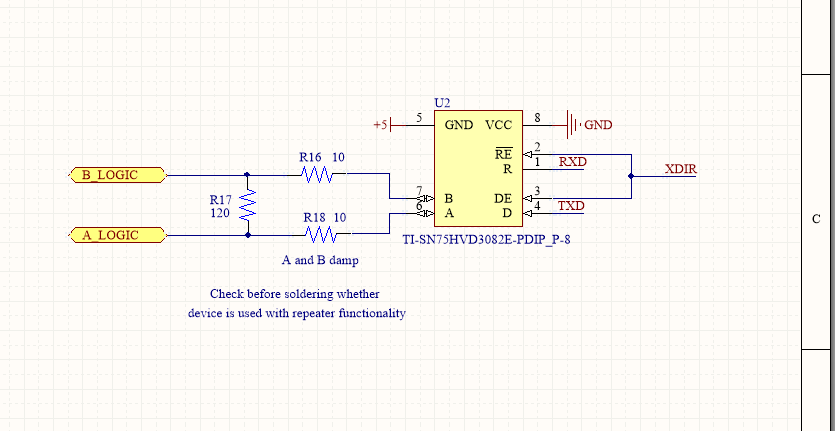 U2
+5
5
GND
VCC
8
GND
R16 10
RE
2
B_LOGIC
R
1
RXD
XDIR
R17
120
7
B
DE
3
6
A
D
4
TXD
R18 10
A_LOGIC
TI-SN75HVD3082E-PDIP_P-8
A and B damp
Check before soldering whether
device is used with repeater functionality
C